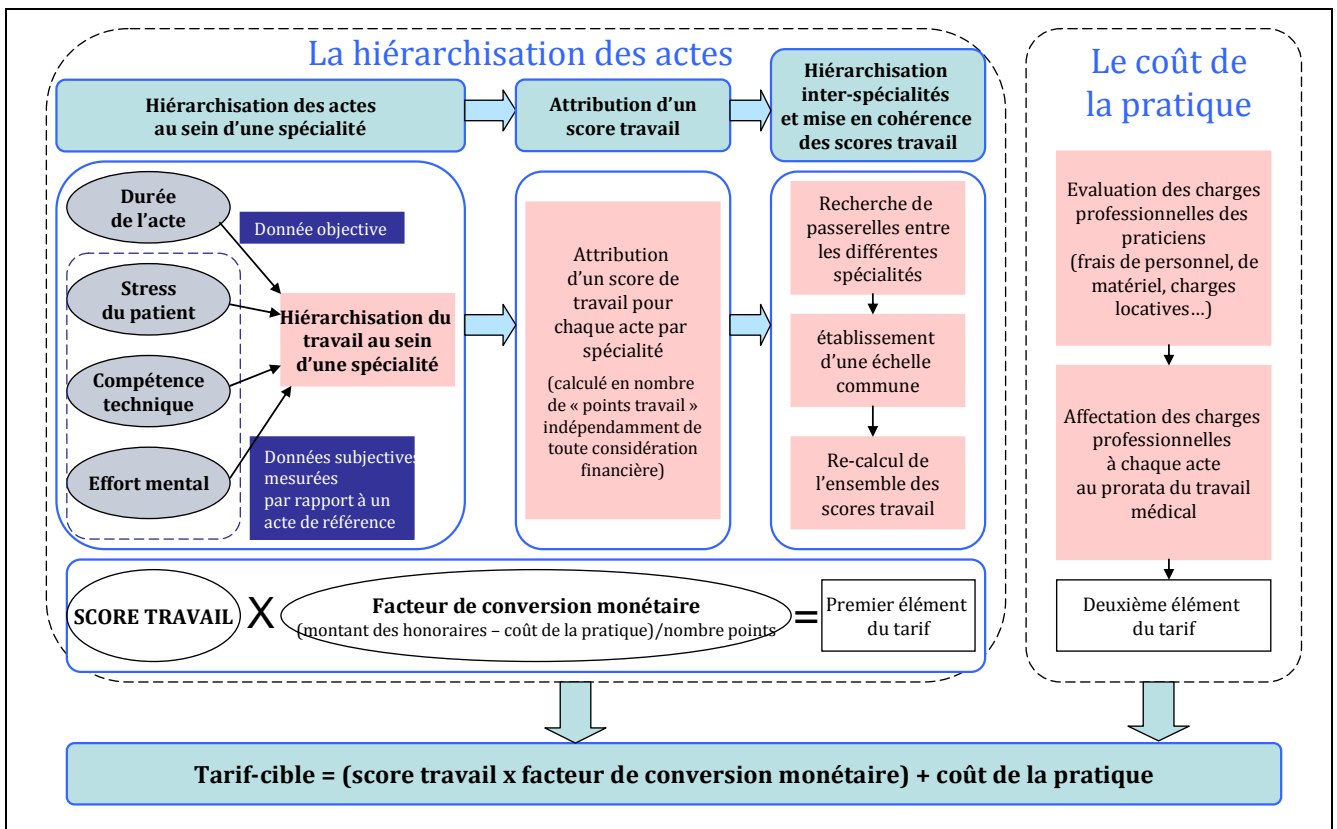 La hiérarchisation des actes
Hiérarchisation des actes
au sein d'une spécialité
Attribution d'un
score travail
Hiérarchisation
inter-spécialités
et mise en cohérence
des scores travail
Durée
de l'acte
Donnée objective
Stress
du patient
Compétence
technique
Effort mental
Hiérarchisation du
travail au sein
d'une spécialité
Données subjectives
mesurées
par rapport à un
acte de référence
Attribution
d'un score de
travail pour
chaque acte par
spécialité
(calculé en nombre
de « points travail »
indépendamment de
toute considération
financière)
Recherche de
passerelles entre
les différentes
spécialités
établissement
d'une échelle
commune
Re-calcul de
l'ensemble des
scores travail
SCORE TRAVAIL
X
Facteur de conversion monétaire
(montant des honoraires – coût de la pratique)/nombre points
=
Premier élément
du tarif
Le coût de
la pratique
Evaluation des charges
professionnelles des
praticiens
(frais de personnel, de
matériel, charges
locatives…)
Affectation des charges
professionnelles
à chaque acte
au prorata du travail
médical
Deuxième élément
du tarif
Tarif-cible = (score travail x facteur de conversion monétaire) + coût de la pratique